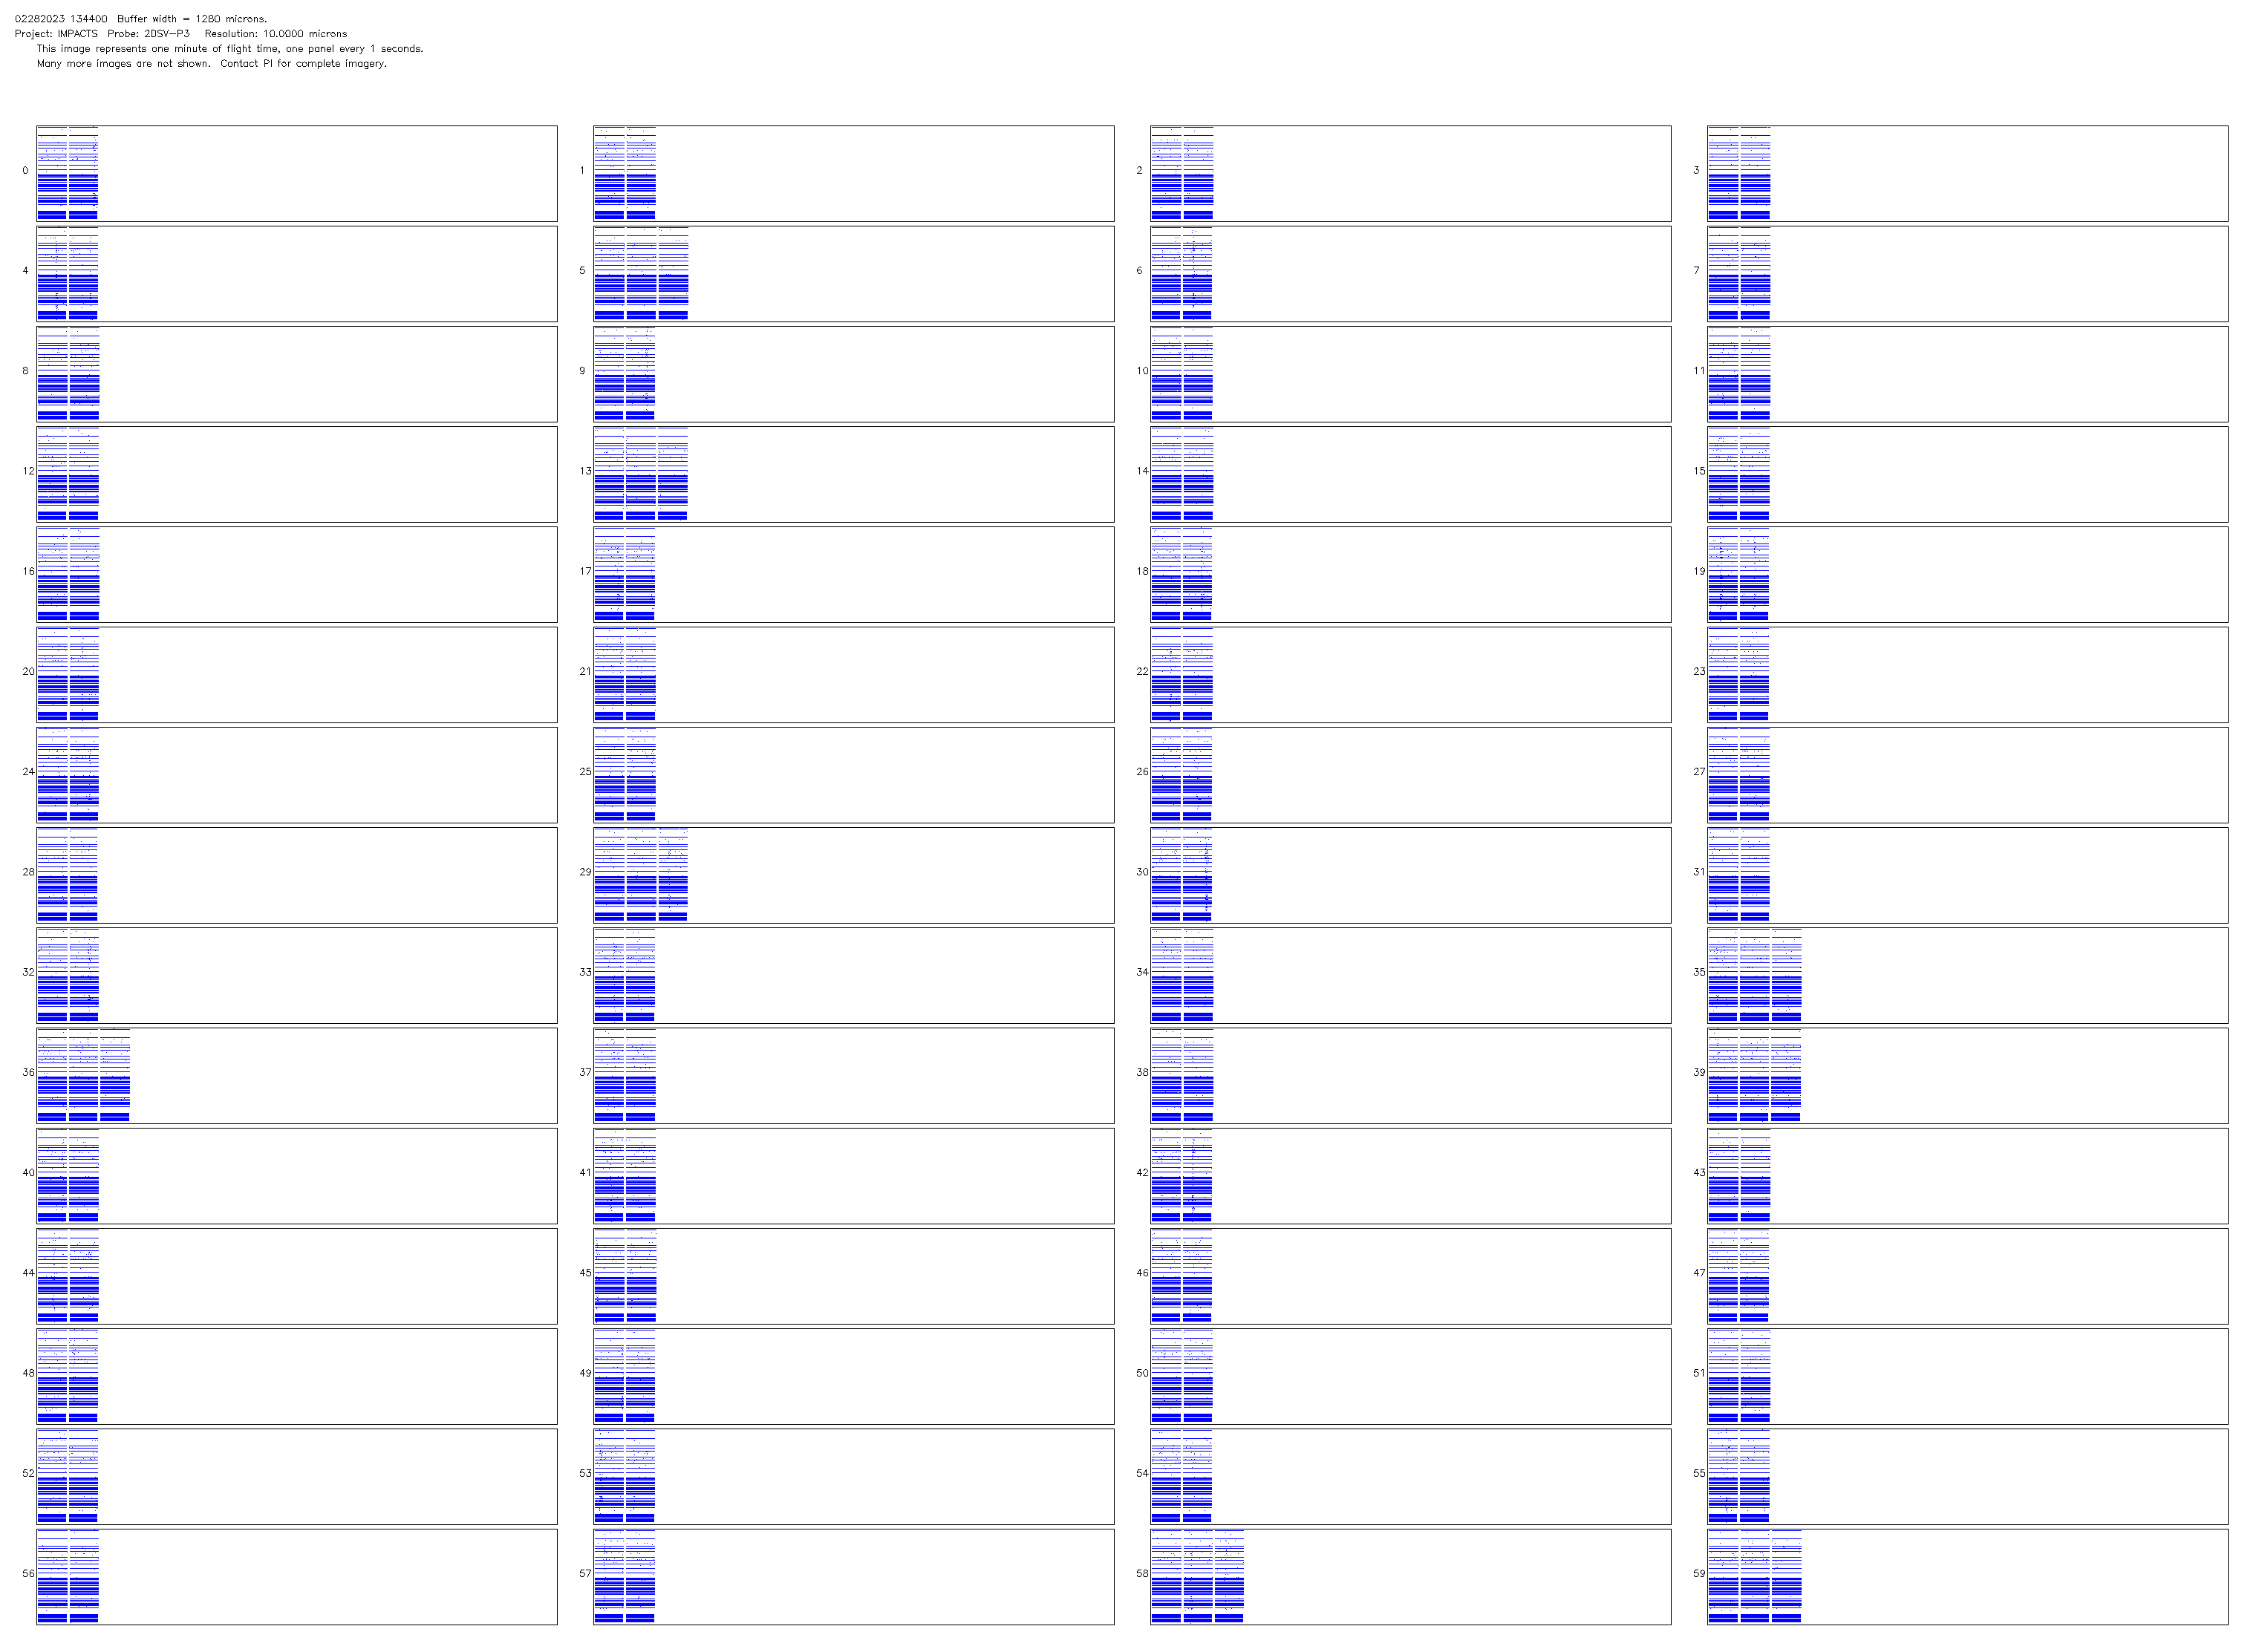 02282023 134400 Buffer width = 1280 microns.
Project: IMPACTS Probe: 2DSV-P3 Resolution: 10.0000 microns
This image represents one minute of flight time, one panel every 1 seconds.
Many more images are not shown. Contact PI for complete imagery.
0 1 2 3
4 5 6 7
8 9 10 11
12 13 14 15
16 17 18 19
20 21 22 23
24 25 26 27
28 29 30 31
32 33 34 35
36 37 38 39
40 41 42 43
44 45 46 47
48 49 50 51
52 53 54 55
56 57 58 59